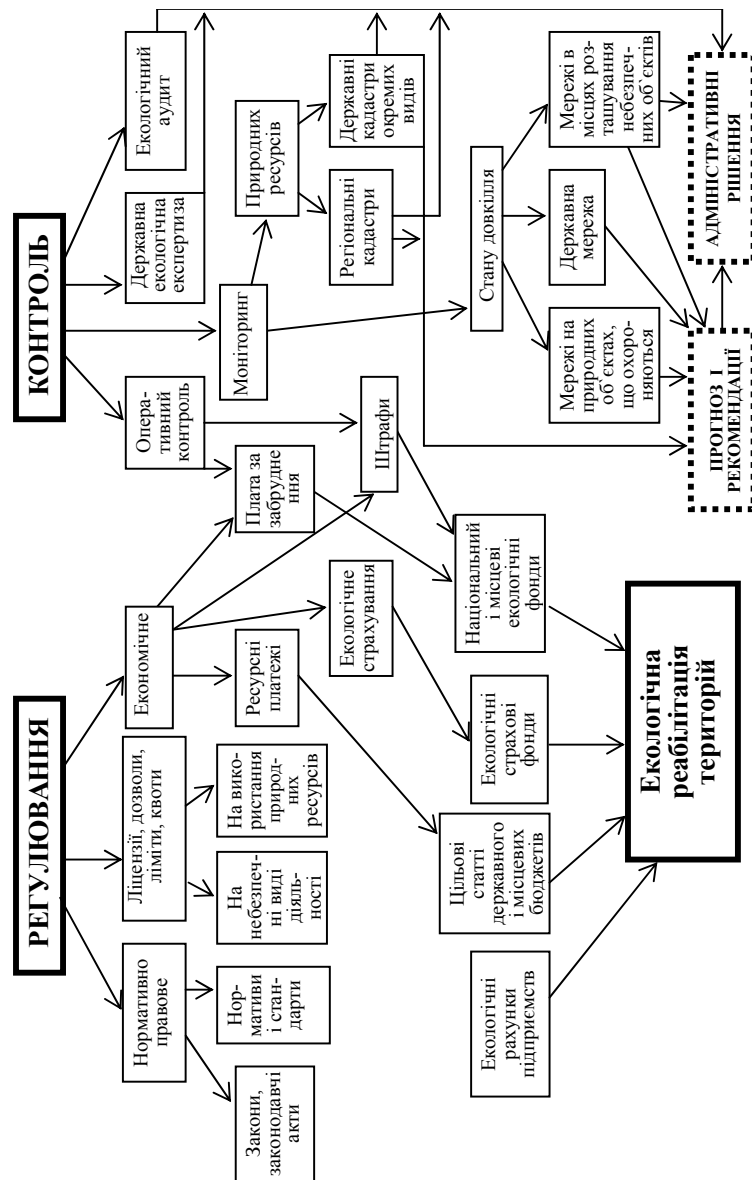 РЕГУЛЮВАННЯ
КОНТРОЛЬ
Нормативно
правове
Ліцензії, дозволи,
ліміти, квоти
Економічне
Опера-
тивний
контроль
Державна
екологічна
експертиза
Екологічний
аудит
Закони,
законодавчі
акти
Нор-
мативи
і стан-
дарти
На
небезпеч-
ні виді
діяль-
ності
На вико-
ристання
природ-
них
ресурсів
Ресурсні
платежі
Плата за
забрудне
ння
Моніторинг
Природних
ресурсів
Екологічне
страхування
Штрафи
Регіональні
кадастри
Державні
кадастри
окремих
видів
Екологічні
рахунки
підприємств
Цільові
статті
державного
і місцевих
бюджетів
Екологічні
страхові
фонди
Національний
і місцеві
екологічні
фонди
Стану довкілля
Мережі на
природних
об`єктах,
що охоро-
няються
Державна
мережа
Мережі в
місцях роз-
ташування
небезпеч-
них об`єктів
Екологічна
реабілітація
територій
ПРОГНОЗ І
РЕКОМЕНДАЦІЇ
АДМІНІСТРАТИВНІ
РІШЕННЯ